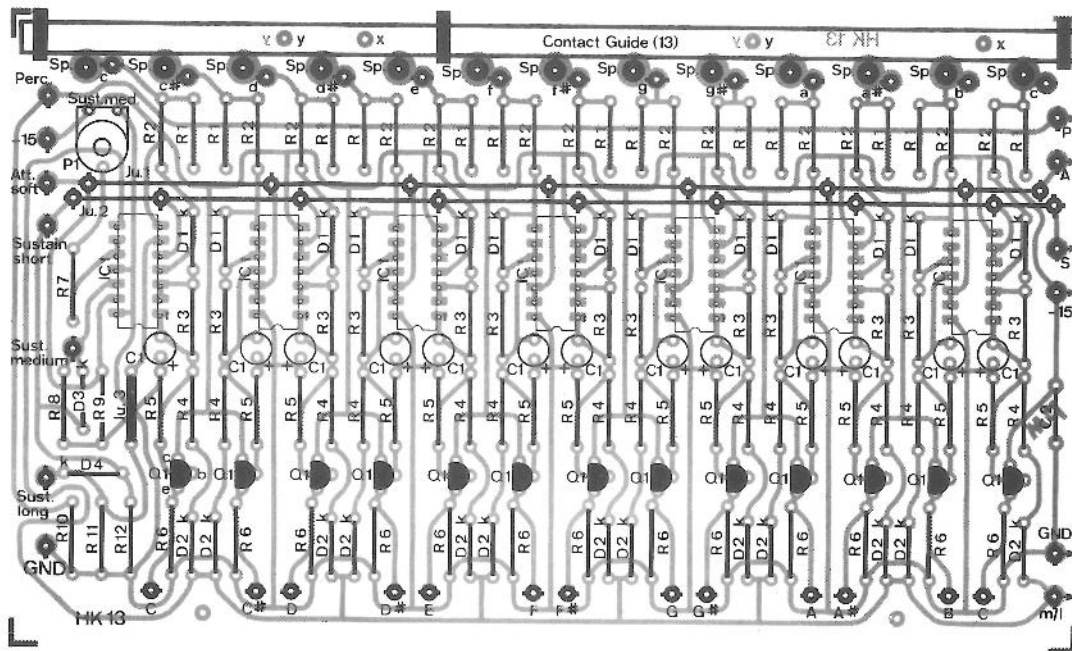 y y x Contact Guide (13) y y HK 13 x
Sp. Sp. Sp. Sp. Sp. Sp. Sp. Sp. Sp. Sp. Sp. Sp. Sp.
c c# d d# e f f# g g# a a# b c
Perc.
Sust.med.
P
-15
P1
R2 R1 R1 R2 R2 R1 R1 R2 R2 R1 R1 R2 R2 R1 R1 R2 R2 R1 R1 R2 R2 R1 R1 R2 R2 R1
A
Att.
soft
Ju.1
Ju.2
k k k k k k k k k k k k k
Sustain
short
D1 D1 D1 D1 D1 D1 D1 D1 D1 D1 D1 D1 D1
S
IC1 IC1 IC1 IC1 IC1 IC1 IC1
R7
-15
R3 R3 R3 R3 R3 R3 R3 R3 R3 R3 R3 R3 R3
Sust.
medium
C1 + C1 + + C1 C1 + + C1 C1 + + C1 C1 + + C1 C1 + + C1 C1 + + C1
k
R8 D3 R9 Ju.3 R5 R4 R4 R5 R5 R4 R4 R5 R5 R4 R4 R5 R5 R4 R4 R5 R5 R4 R4 R5 R5 R4
k D4
c
Q1 b Q1 Q1 Q1 Q1 Q1 Q1 Q1 Q1 Q1 Q1 Q1 Q1
e
Sust.
long
R10 R11 R12 R6 D2 D2 R6 R6 D2 D2 R6 R6 D2 D2 R6 R6 D2 D2 R6 R6 D2 D2 R6 R6 D2 D2 R6 R6 D2
k k k k k k k k k k k k k
GND
GND
C C# D D# E F F# G G# A A# B C
HK 13
m/l